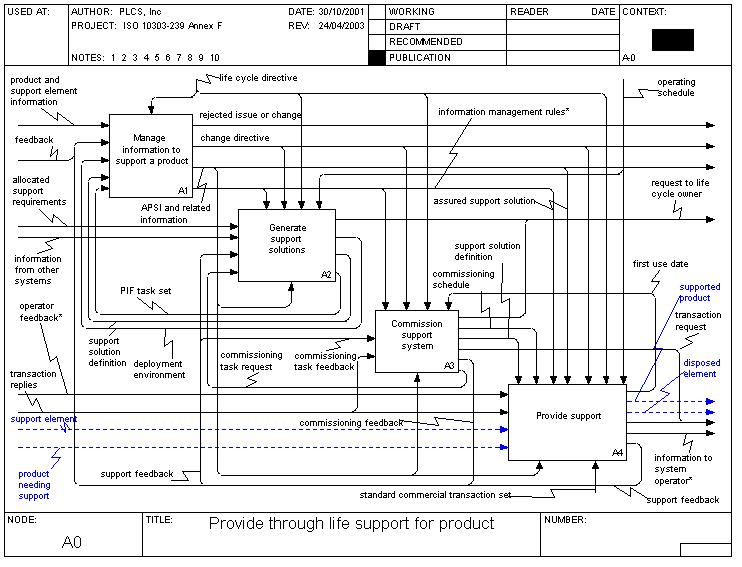 USED AT:
AUTHOR: PLCS, Inc
DATE: 30/10/2001
PROJECT: ISO 10303-239 Annex F
REV: 24/04/2003
NOTES: 1 2 3 4 5 6 7 8 9 10
WORKING
DRAFT
RECOMMENDED
PUBLICATION
READER
DATE
CONTEXT:
A-0
product and
support element
information
life cycle directive
operating
schedule
rejected issue or change
information management rules*
feedback
Manage
information to
support a product
A1
change directive
allocated
support
requirements
APSI and related
information
assured support solution
request to life
cycle owner
Generate
support
solutions
A2
information
from other
systems
support solution
definition
commissioning
schedule
first use date
PIF task set
supported
product
operator
feedback*
transaction
request
support
solution
definition
deployment
environment
commissioning
task request
commissioning
task feedback
Commission
support
system
A3
disposed
element
transaction
replies
support element
commissioning feedback
Provide support
A4
product
needing
support
support feedback
standard commercial transaction set
information to
system
operator*
support feedback
NODE:
A0
TITLE:
Provide through life support for product
NUMBER: